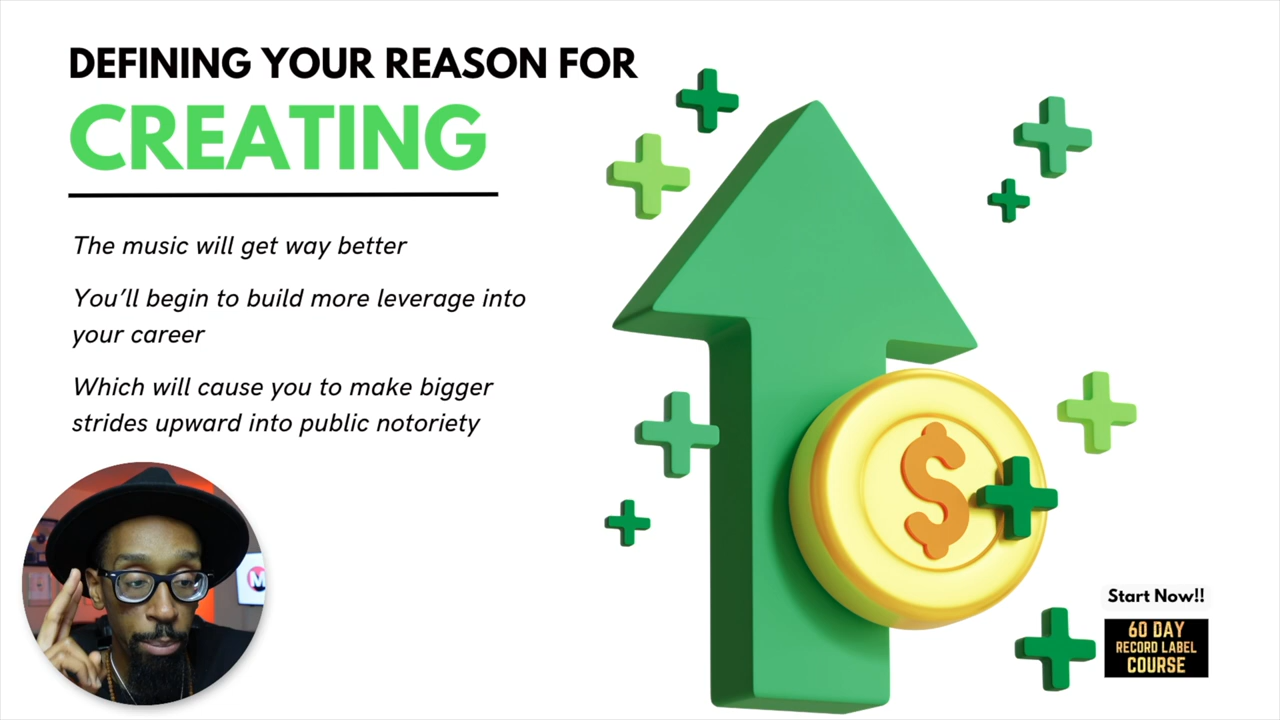 DEFINING YOUR REASON FOR
CREATING
The music will get way better
You'll begin to build more leverage into
your career
Which will cause you to make bigger
strides upward into public notoriety
$
M
Start Now!!
60 DAY
RECORD LABEL
COURSE